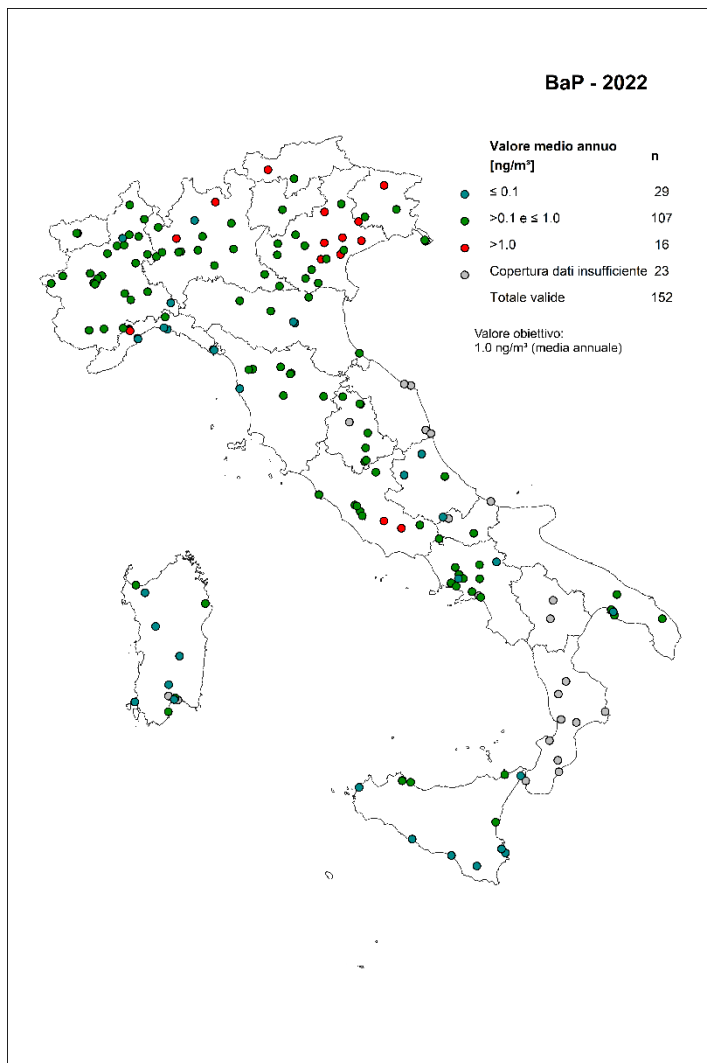 BaP - 2022
Valore medio annuo
[ng/m³] n
≤ 0.1 29
>0.1 e ≤ 1.0 107
>1.0 16
Copertura dati insufficiente 23
Totale valide 152
Valore obiettivo:
1.0 ng/m³ (media annuale)